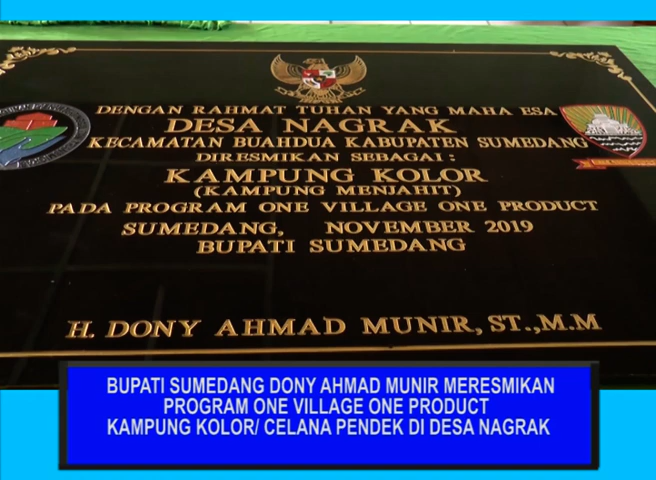 DENGAN RAHMAT TUHAN YANG MAHA ESA
DESA NAGRAK
KECAMATAN BUAHDUA KABUPATEN SUMEDANG
DIRESMIKAN SEBAGAI :
KAMPUNG KOLOR
(KAMPUNG MENJAHIT)
PADA PROGRAM ONE VILLAGE ONE PRODUCT
SUMEDANG, NOVEMBER 2019
BUPATI SUMEDANG
H. DONY AHMAD MUNIR, ST.,M.M
BUPATI SUMEDANG DONY AHMAD MUNIR MERESMIKAN
PROGRAM ONE VILLAGE ONE PRODUCT
KAMPUNG KOLOR/ CELANA PENDEK DI DESA NAGRAK